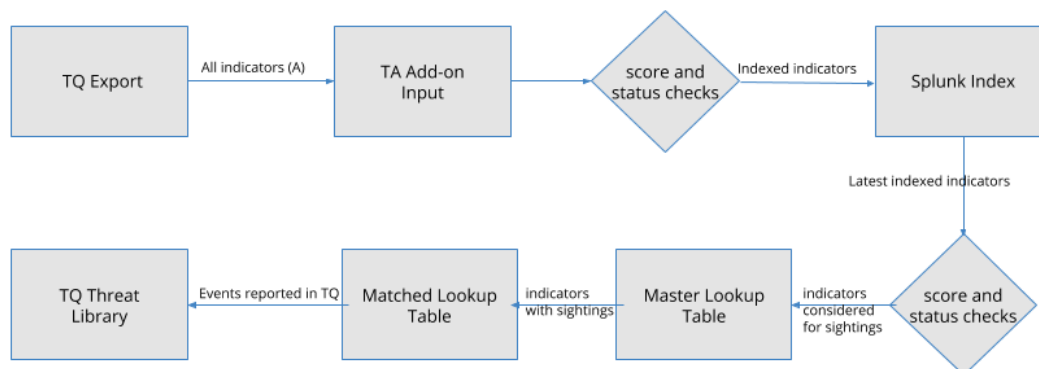 TQ Export
All indicators (A)
TA Add-on
Input
score and
status checks
Indexed indicators
Splunk Index
Latest indexed indicators
score and
status checks
indicators
considered
for sightings
Master Lookup
Table
indicators
with sightings
Matched Lookup
Table
Events reported in TQ
TQ Threat
Library